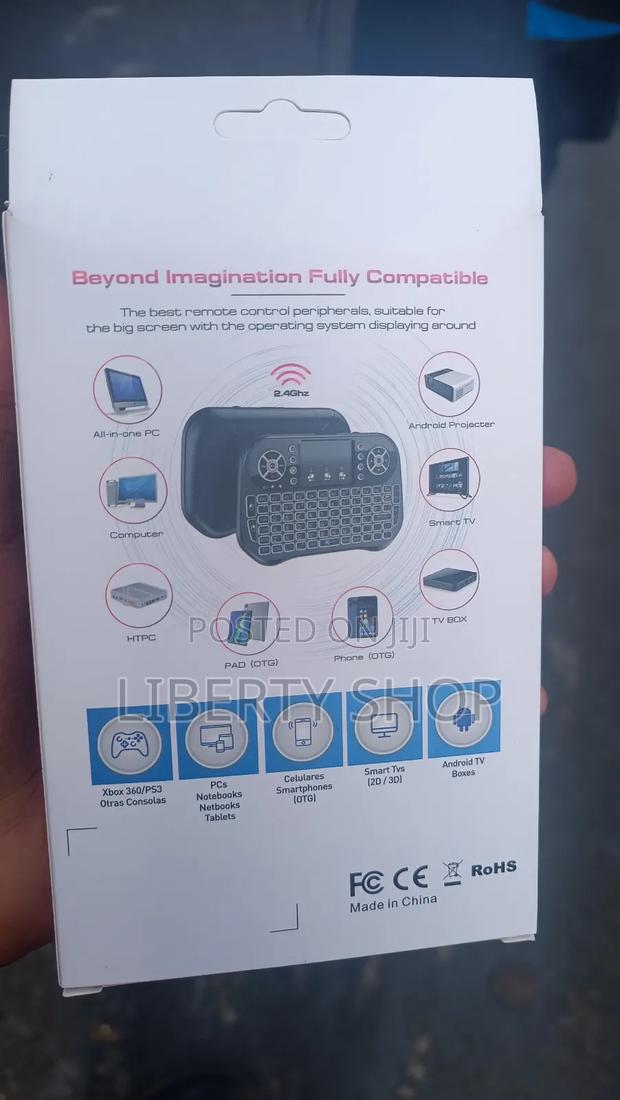 Beyond Imagination Fully Compatible
The best remote control peripherals, suitable for
the big screen with the operating system displaying around
2.4Ghz
All-in-one PC
Android Projecter
Computer
Smart TV
HTPC
TV BOX
PAD (OTG)
Phone (OTG)
POSTED ON JIJI
LIBERTY SHOP
Xbox 360/PS3
Otras Consolas
PCs
Notebooks
Netbooks
Tablets
Celulares
Smartphones
(OTG)
Smart Tvs
(2D / 3D)
Android TV
Boxes
FC CE RoHS
Made in China